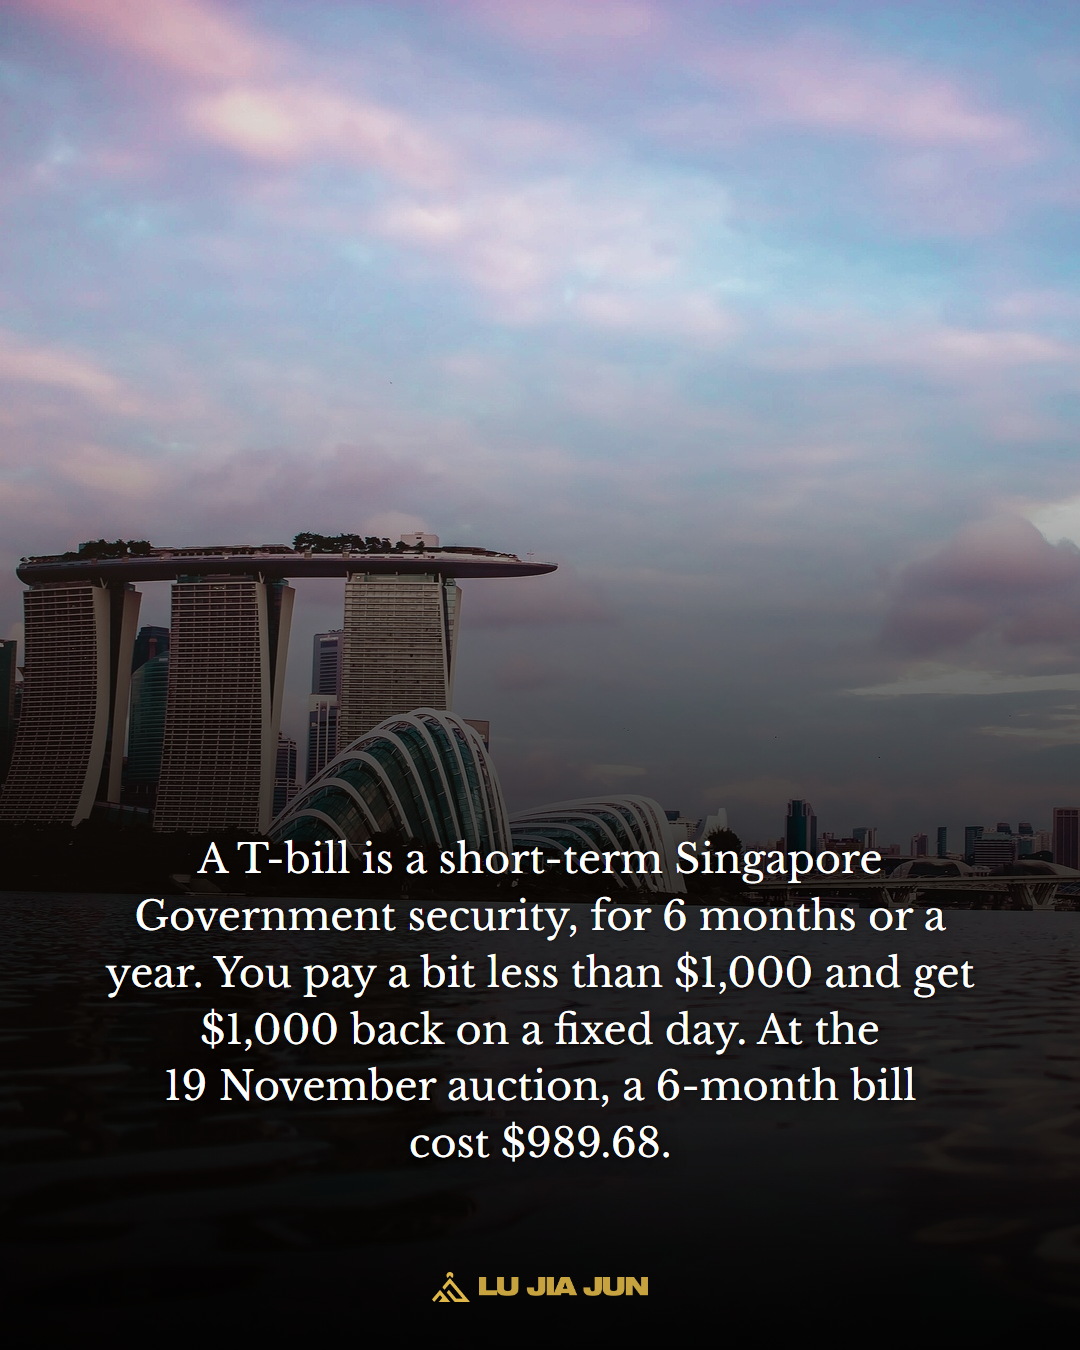 A T-bill is a short-term Singapore
Government security, for 6 months or a
year. You pay a bit less than $1,000 and get
$1,000 back on a fixed day. At the
19 November auction, a 6-month bill
cost $989.68.
LU JIA JUN